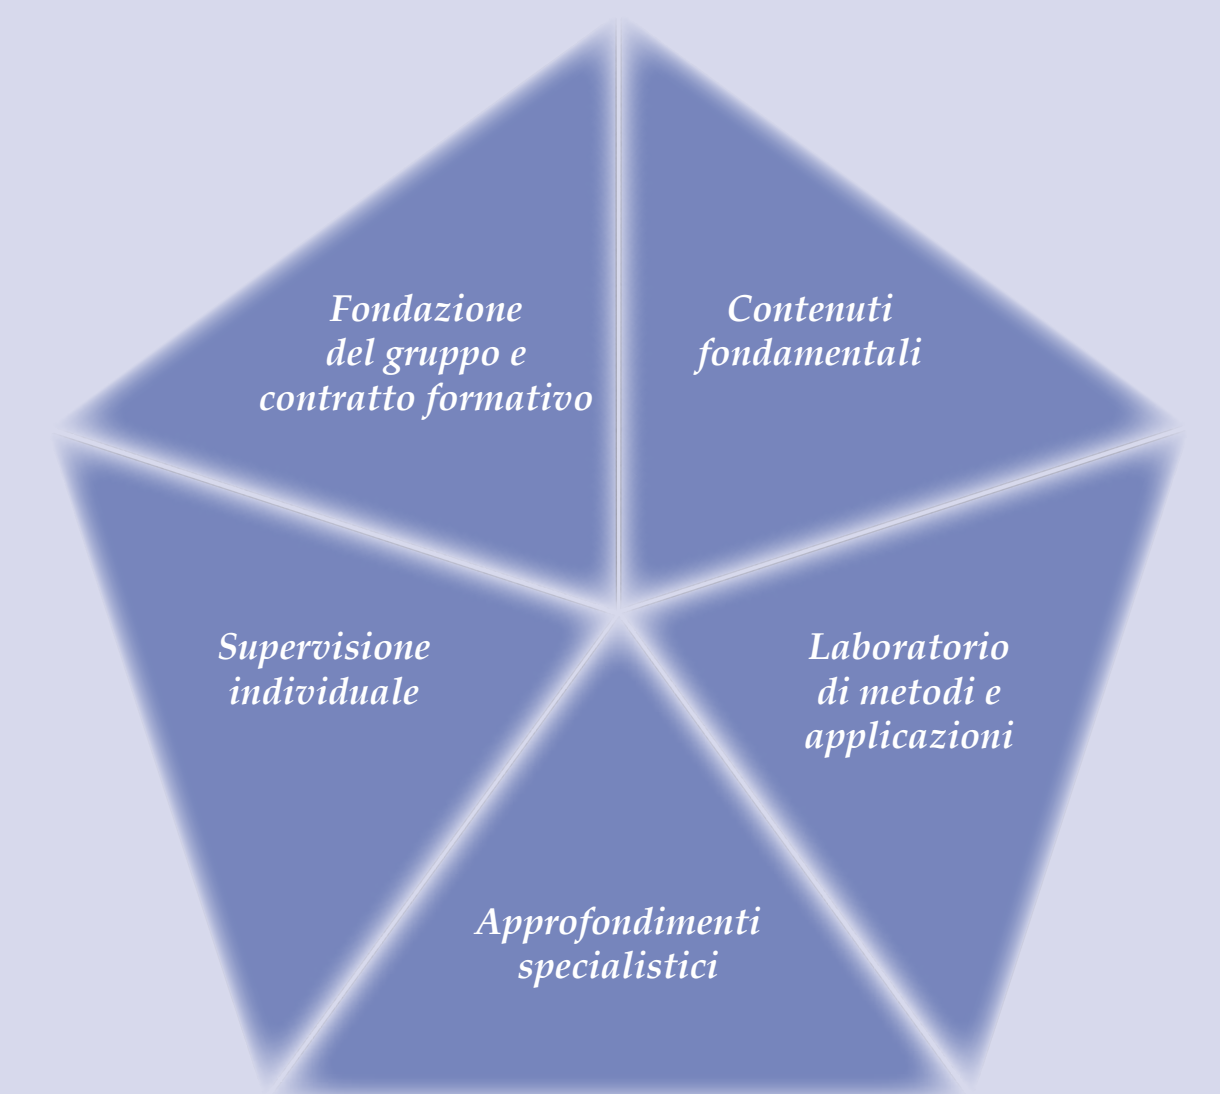 Fondazione
del gruppo e
contratto formativo
Contenuti
fondamentali
Supervisione
individuale
Laboratorio
di metodi e
applicazioni
Approfondimenti
specialistici